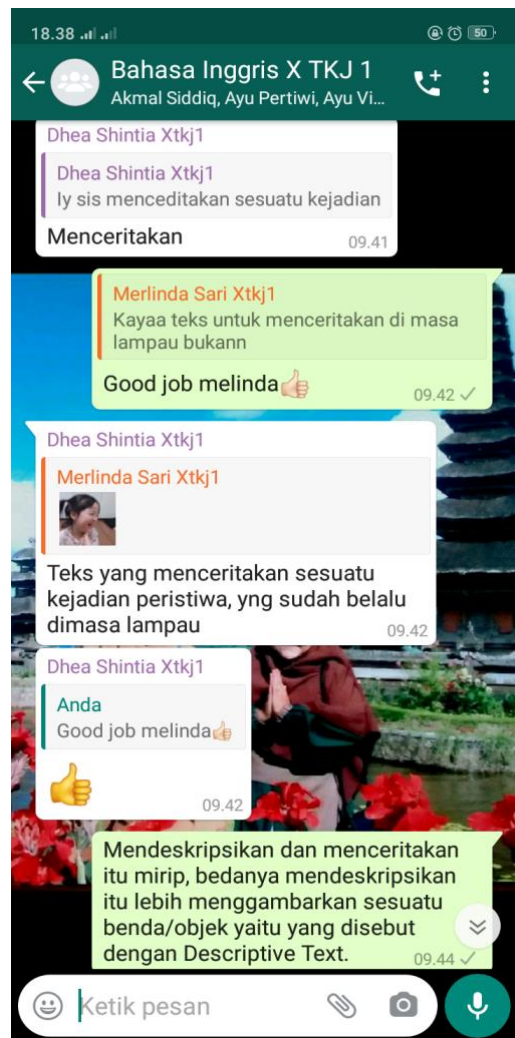 18.38
50
Bahasa Inggris X TKJ 1
Akmal Siddiq, Ayu Pertiwi, Ayu Vi...
Dhea Shintia Xtkj1
Dhea Shintia Xtkj1
Iy sis menceditakan sesuatu kejadian
Menceritakan
09.41
Merlinda Sari Xtkj1
Kayaa teks untuk menceritakan di masa
lampau bukann
Good job melinda👍🏻
09.42
Dhea Shintia Xtkj1
Merlinda Sari Xtkj1
Teks yang menceritakan sesuatu
kejadian peristiwa, yng sudah belalu
dimasa lampau
09.42
Dhea Shintia Xtkj1
Anda
Good job melinda👍🏻
👍
09.42
Mendeskripsikan dan menceritakan
itu mirip, bedanya mendeskripsikan
itu lebih menggambarkan sesuatu
benda/objek yaitu yang disebut
dengan Descriptive Text.
09.44
Ketik pesan